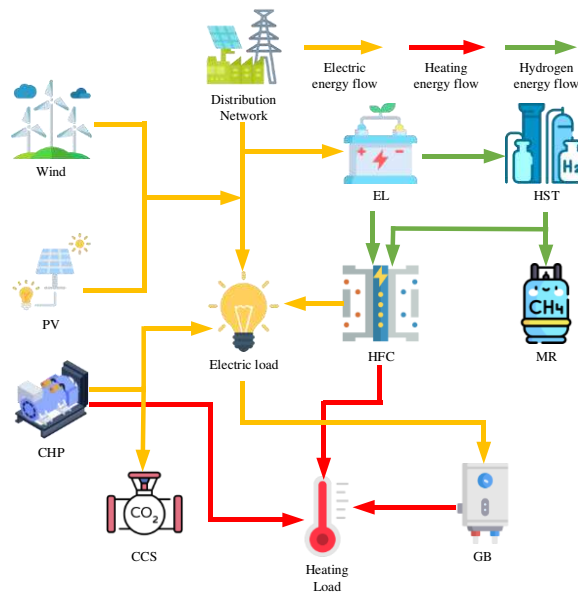 Electric
energy flow
Heating
energy flow
Hydrogen
energy flow
Distribution
Network
Wind
EL
H2
HST
PV
Electric load
HFC
CH4
MR
CHP
CO2
CCS
Heating
Load
GB